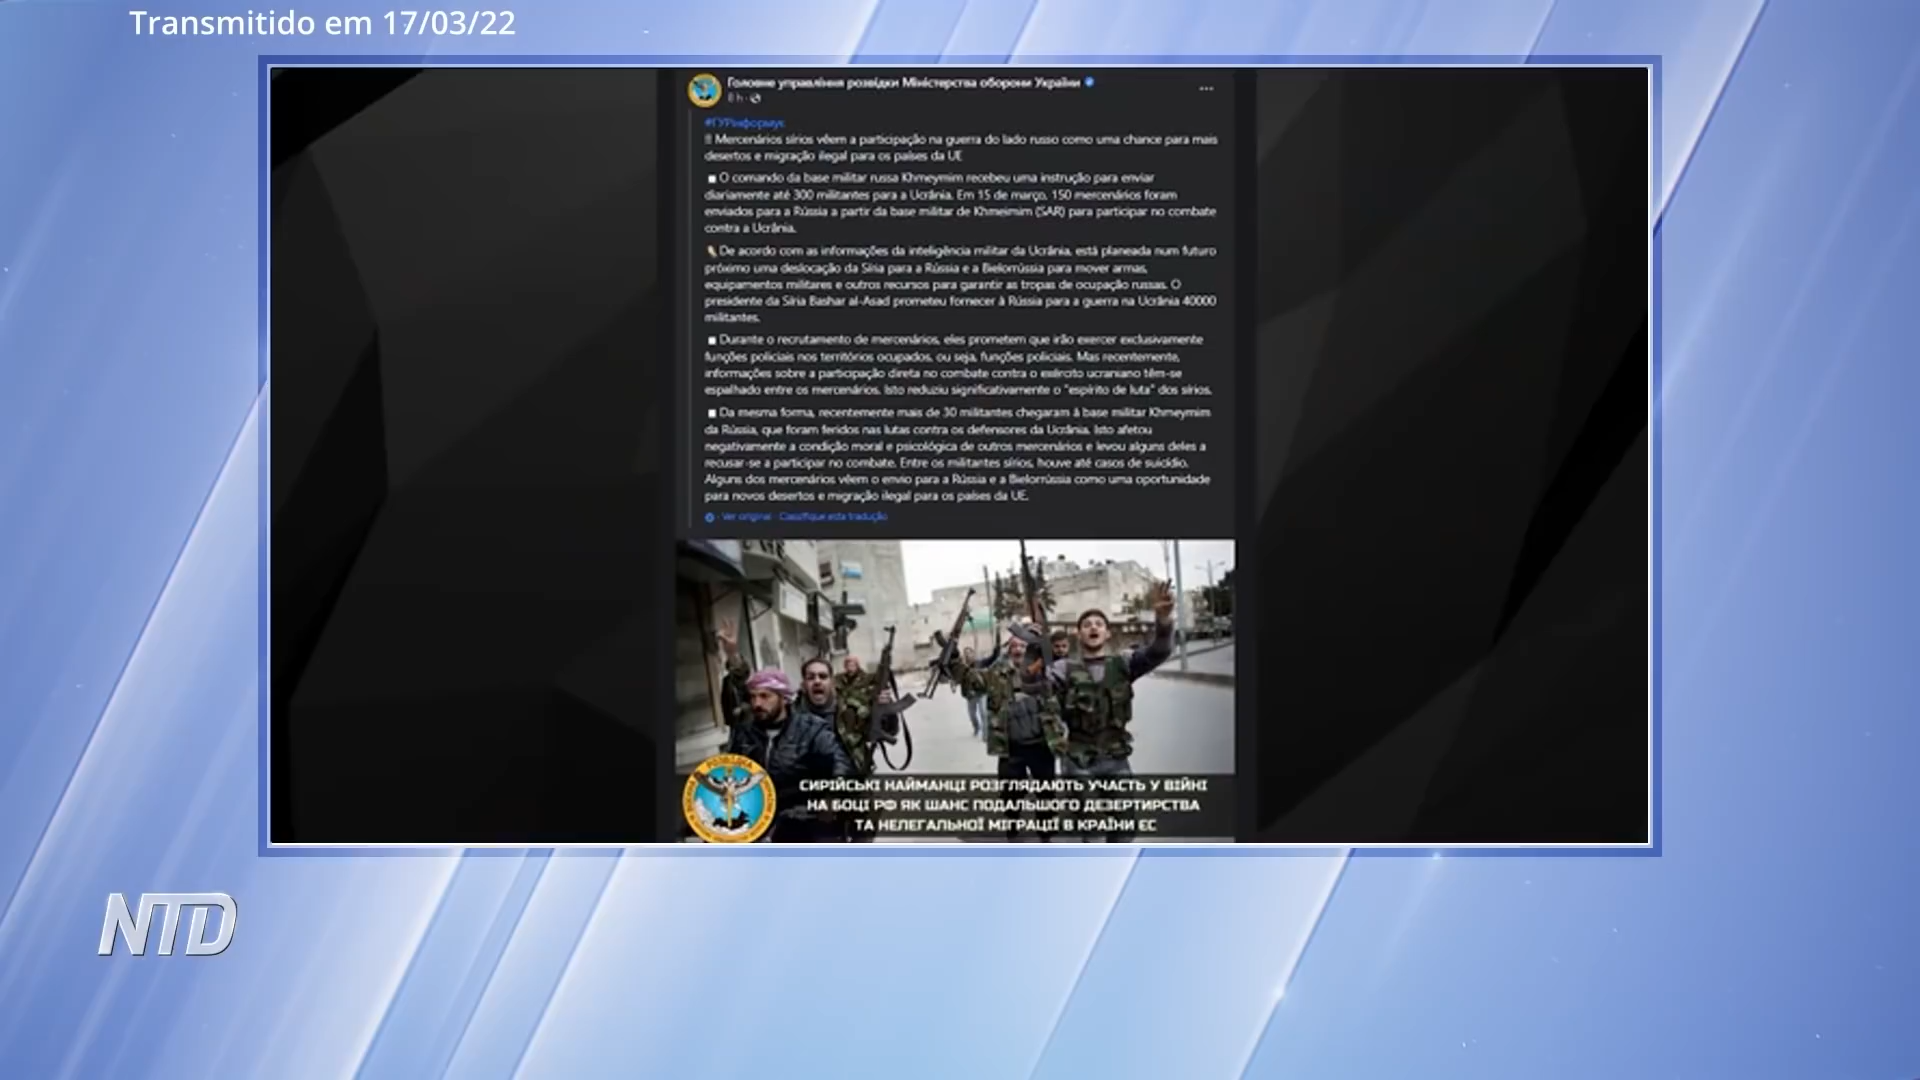 Transmitido em 17/03/22
Головне управління розвідки Міністерства оборони України
8 h
#ГУРінформує
‼ Mercenários sírios vêem a participação na guerra do lado russo como uma chance para mais
desertos e migração ilegal para os países da UE
◾ O comando da base militar russa Khmeymim recebeu uma instrução para enviar
diariamente até 300 militantes para a Ucrânia. Em 15 de março, 150 mercenários foram
enviados para a Rússia a partir da base militar de Khmeimim (SAR) para participar no combate
contra a Ucrânia.
De acordo com as informações da inteligência militar da Ucrânia, está planeada num futuro
próximo uma deslocação da Síria para a Rússia e a Bielorrússia para mover armas,
equipamentos militares e outros recursos para garantir as tropas de ocupação russas. O
presidente da Síria Bashar al-Asad prometeu fornecer à Rússia para a guerra na Ucrânia 40000
militantes.
◾ Durante o recrutamento de mercenários, eles prometem que irão exercer exclusivamente
funções policiais nos territórios ocupados, ou seja, funções policiais. Mas recentemente,
informações sobre a participação direta no combate contra o exército ucraniano têm-se
espalhado entre os mercenários. Isto reduziu significativamente o "espírito de luta" dos sírios.
◾ Da mesma forma, recentemente mais de 30 militantes chegaram à base militar Khmeymim
da Rússia, que foram feridos nas lutas contra os defensores da Ucrânia. Isto afetou
negativamente a condição moral e psicológica de outros mercenários e levou alguns deles a
recusar-se a participar no combate. Entre os militantes sírios, houve até casos de suicídio.
Alguns dos mercenários vêem o envio para a Rússia e a Bielorrússia como uma oportunidade
para novos desertos e migração ilegal para os países da UE.
· Ver original · Classifique esta tradução
РОЗВІДКА
СИРІЙСЬКІ НАЙМАНЦІ РОЗГЛЯДАЮТЬ УЧАСТЬ У ВІЙНІ
НА БОЦІ РФ ЯК ШАНС ПОДАЛЬШОГО ДЕЗЕРТИРСТВА
ТА НЕЛЕГАЛЬНОЇ МІГРАЦІЇ В КРАЇНИ ЄС
NTD